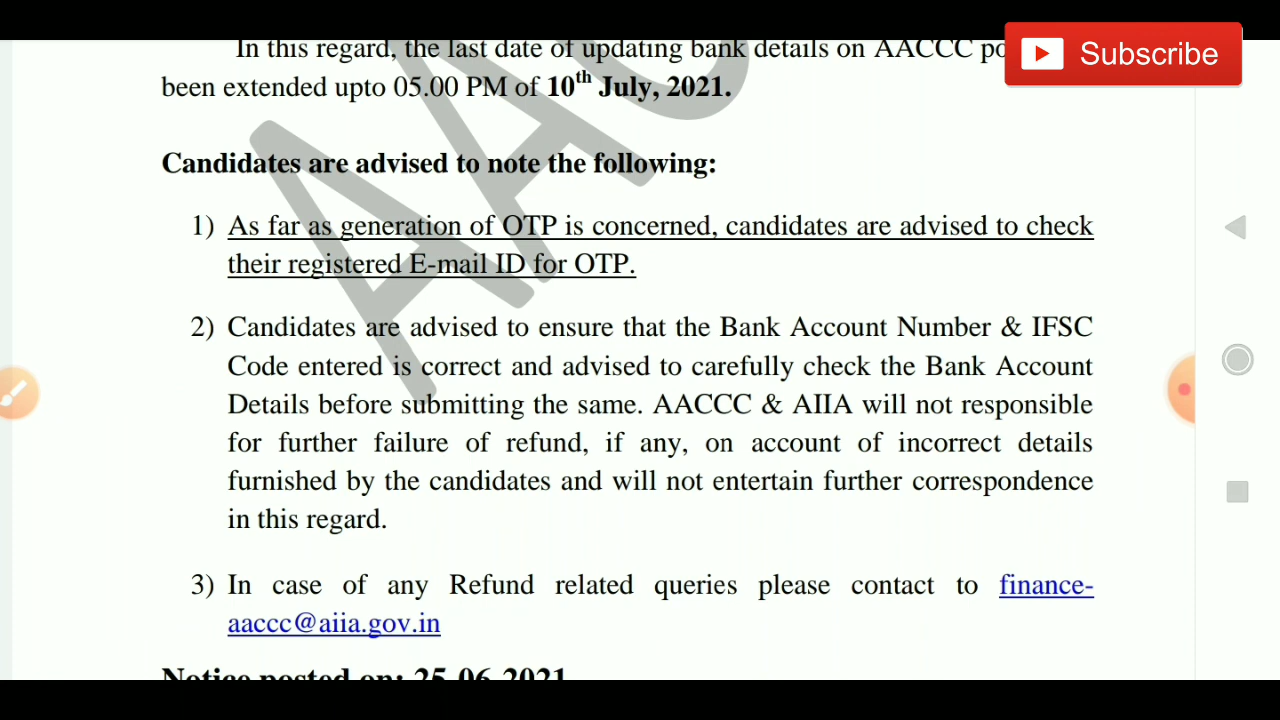 In this regard, the last date of updating bank details on AACCC
Subscribe
been extended upto 05.00 PM of 10th July, 2021.
Candidates are advised to note the following:
1) As far as generation of OTP is concerned, candidates are advised to check
their registered E-mail ID for OTP.
2) Candidates are advised to ensure that the Bank Account Number & IFSC
Code entered is correct and advised to carefully check the Bank Account
Details before submitting the same. AACCC & AIIA will not responsible
for further failure of refund, if any, on account of incorrect details
furnished by the candidates and will not entertain further correspondence
in this regard.
3) In case of any Refund related queries please contact to finance-
aaccc@aiia.gov.in
Notice posted on: 25-06-2021